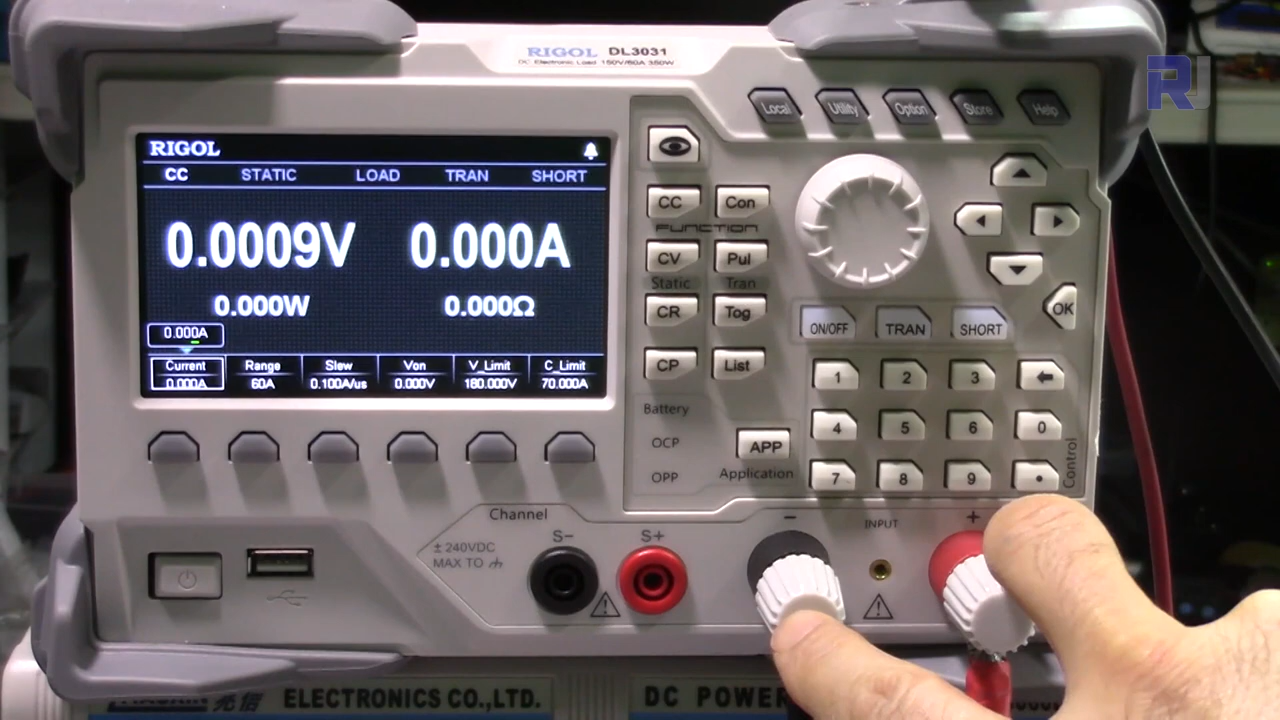 RIGOL DL3031
DC Electronic Load 150V/60A 350W
RJ
Local Utility Option Store Help
RIGOL
CC STATIC LOAD TRAN SHORT
0.0009V 0.000A
0.000W 0.000Ω
0.000A
Current Range Slew Von V_Limit C_Limit
0.000A 60A 0.100A/us 0.000V 180.000V 70.000A
CC Con
FUNCTION
CV Pul
Static Tran
CR Tog
CP List
Battery
OCP
OPP
APP
Application
OK
ON/OFF TRAN SHORT
1 2 3
4 5 6 0
7 8 9 .
Control
Channel
± 240VDC
MAX TO
S- S+
- INPUT +
ELECTRONICS CO.,LTD.
DC POWER